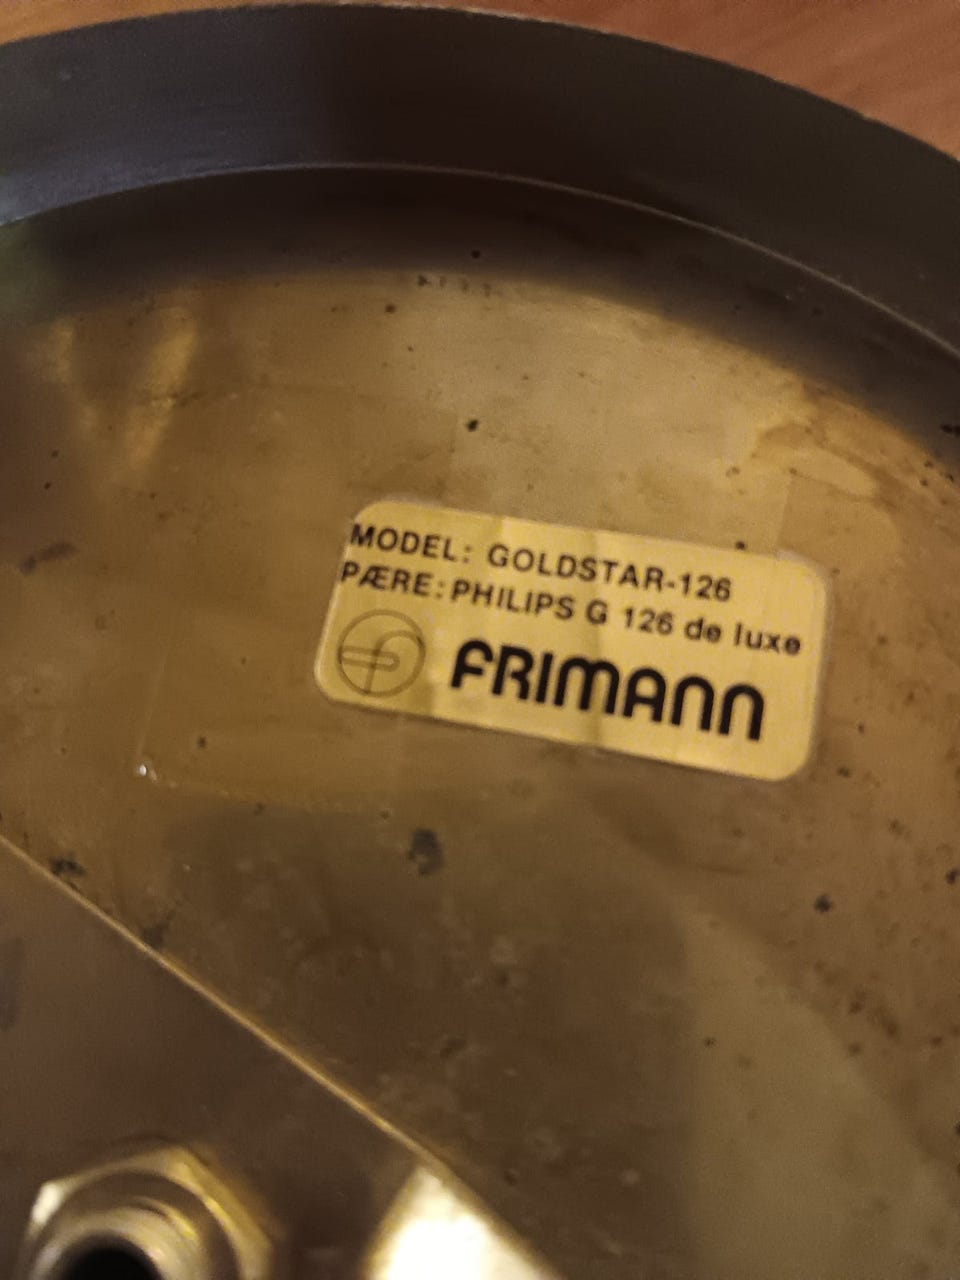 MODEL: GOLDSTAR-126
PÆRE: PHILIPS G 126 de luxe
FRIMANN